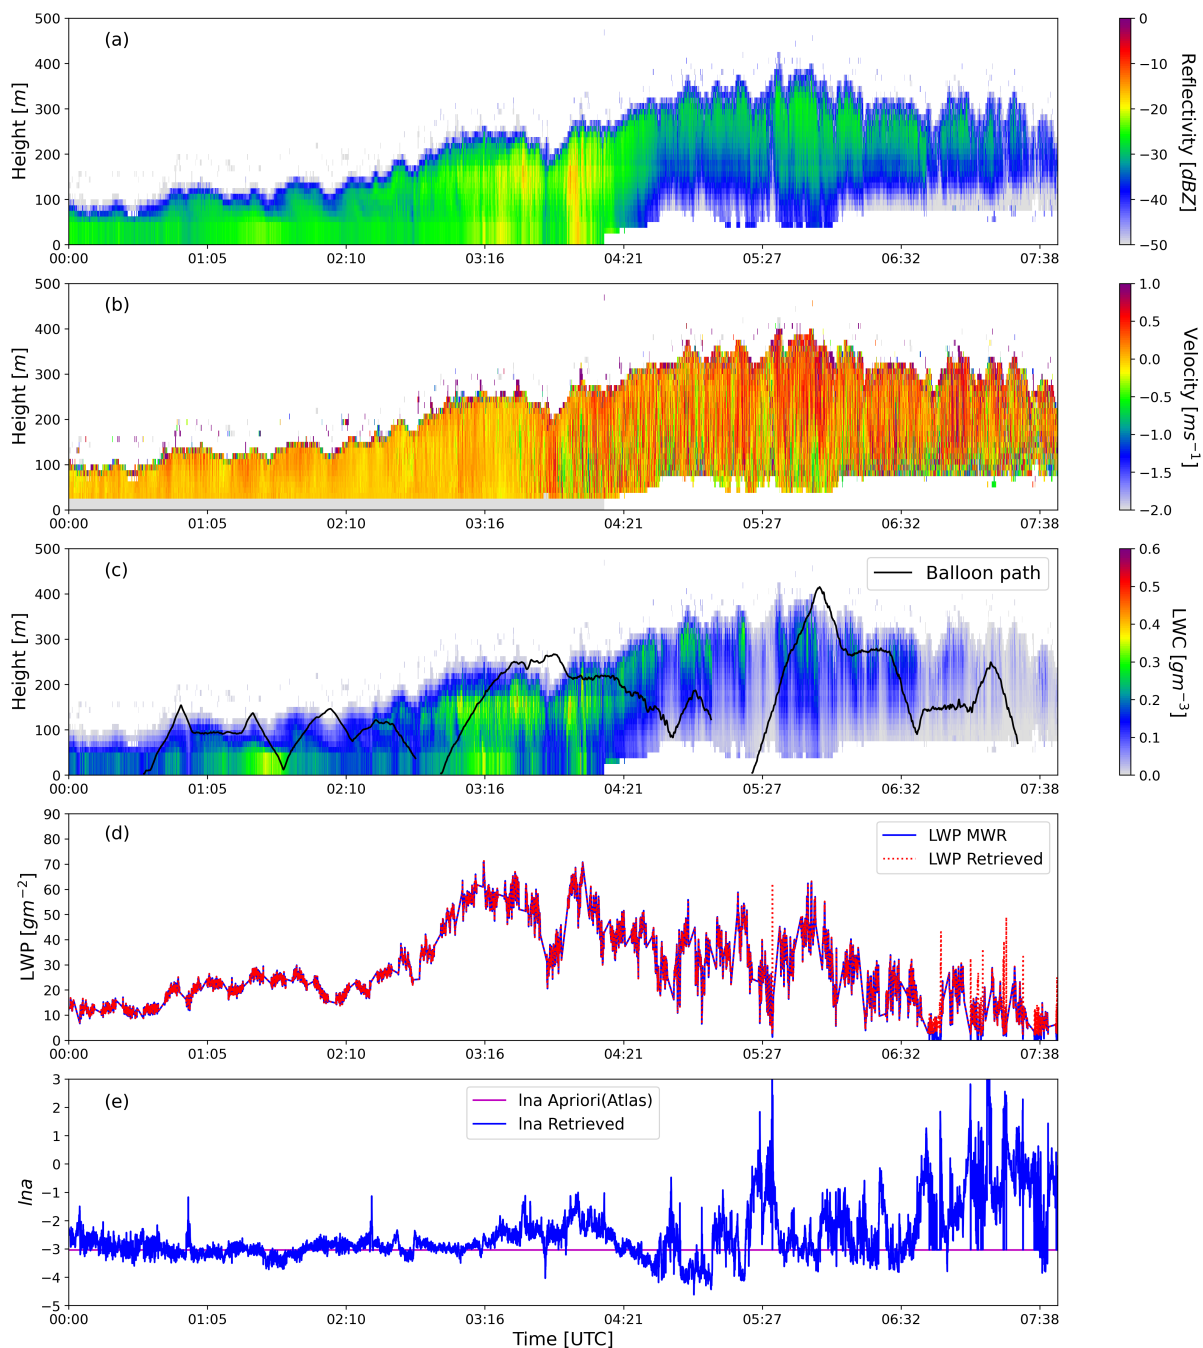 (a)
Height [m]
500
400
300
200
100
0
00:00 01:05 02:10 03:16 04:21 05:27 06:32 07:38
0
−10
−20
−30
−40
−50
Reflectivity [dBZ]
(b)
Height [m]
500
400
300
200
100
0
00:00 01:05 02:10 03:16 04:21 05:27 06:32 07:38
1.0
0.5
0.0
−0.5
−1.0
−1.5
−2.0
Velocity [ms⁻¹]
(c)
Balloon path
Height [m]
500
400
300
200
100
0
00:00 01:05 02:10 03:16 04:21 05:27 06:32 07:38
0.6
0.5
0.4
0.3
0.2
0.1
0.0
LWC [gm⁻³]
(d)
LWP MWR
LWP Retrieved
LWP [gm⁻²]
90
80
70
60
50
40
30
20
10
0
00:00 01:05 02:10 03:16 04:21 05:27 06:32 07:38
(e)
lna Apriori(Atlas)
lna Retrieved
lna
3
2
1
0
−1
−2
−3
−4
−5
00:00 01:05 02:10 03:16 04:21 05:27 06:32 07:38
Time [UTC]